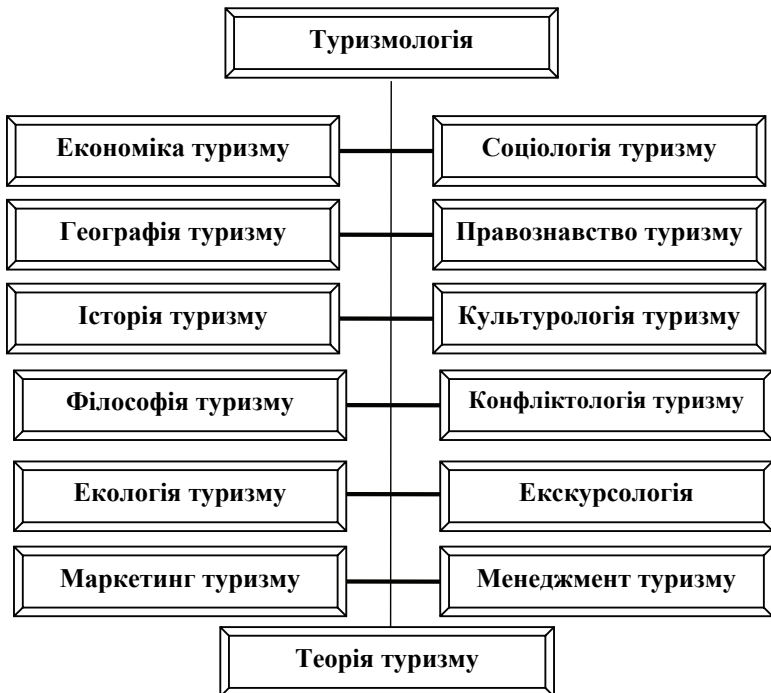 Туризмологія
Економіка туризму
Соціологія туризму
Географія туризму
Правознавство туризму
Історія туризму
Культурологія туризму
Філософія туризму
Конфліктологія туризму
Екологія туризму
Екскурсологія
Маркетинг туризму
Менеджмент туризму
Теорія туризму